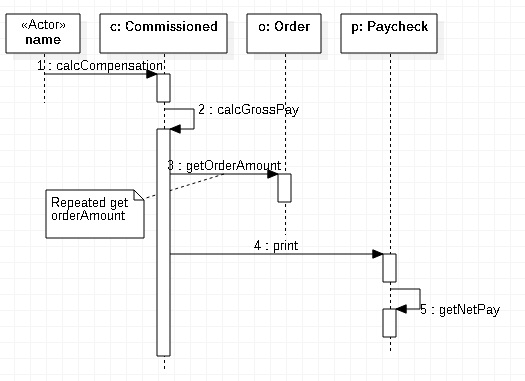 «Actor»
name
c: Commissioned
o: Order
p: Paycheck
1 : calcCompensation
2 : calcGrossPay
3 : getOrderAmount
Repeated get
orderAmount
4 : print
5 : getNetPay